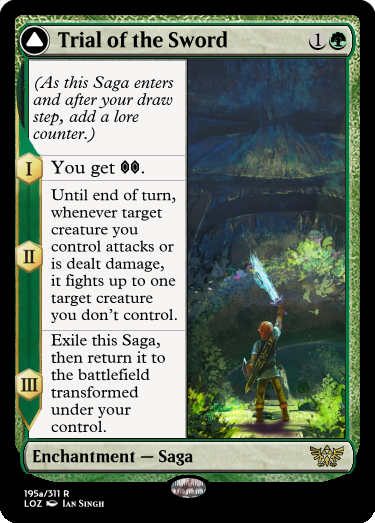 Trial of the Sword 1
(As this Saga enters
and after your draw
step, add a lore
counter.)
I
You get .
II
Until end of turn,
whenever target
creature you
control attacks or
is dealt damage,
it fights up to one
target creature
you don't control.
III
Exile this Saga,
then return it to
the battlefield
transformed
under your
control.
Enchantment — Saga
195a/311 R
LOZ Ian Singh